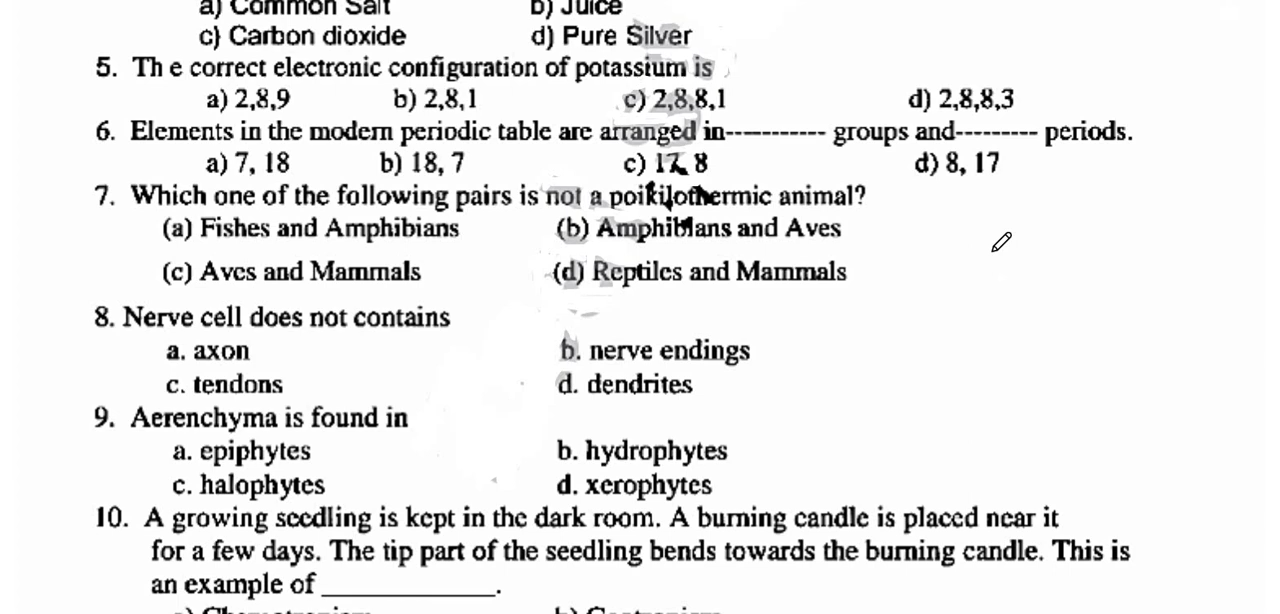 a) Common Salt b) Juice
c) Carbon dioxide d) Pure Silver
5. Th e correct electronic configuration of potassium is
a) 2,8,9 b) 2,8,1 c) 2,8,8,1 d) 2,8,8,3
6. Elements in the modern periodic table are arranged in----------- groups and--------- periods.
a) 7, 18 b) 18, 7 c) 17, 8 d) 8, 17
7. Which one of the following pairs is not a poikilothermic animal?
(a) Fishes and Amphibians (b) Amphibians and Aves
(c) Aves and Mammals (d) Reptiles and Mammals
8. Nerve cell does not contains
a. axon b. nerve endings
c. tendons d. dendrites
9. Aerenchyma is found in
a. epiphytes b. hydrophytes
c. halophytes d. xerophytes
10. A growing seedling is kept in the dark room. A burning candle is placed near it
for a few days. The tip part of the seedling bends towards the burning candle. This is
an example of ____________.
a) Chemotropism b) Geotropism